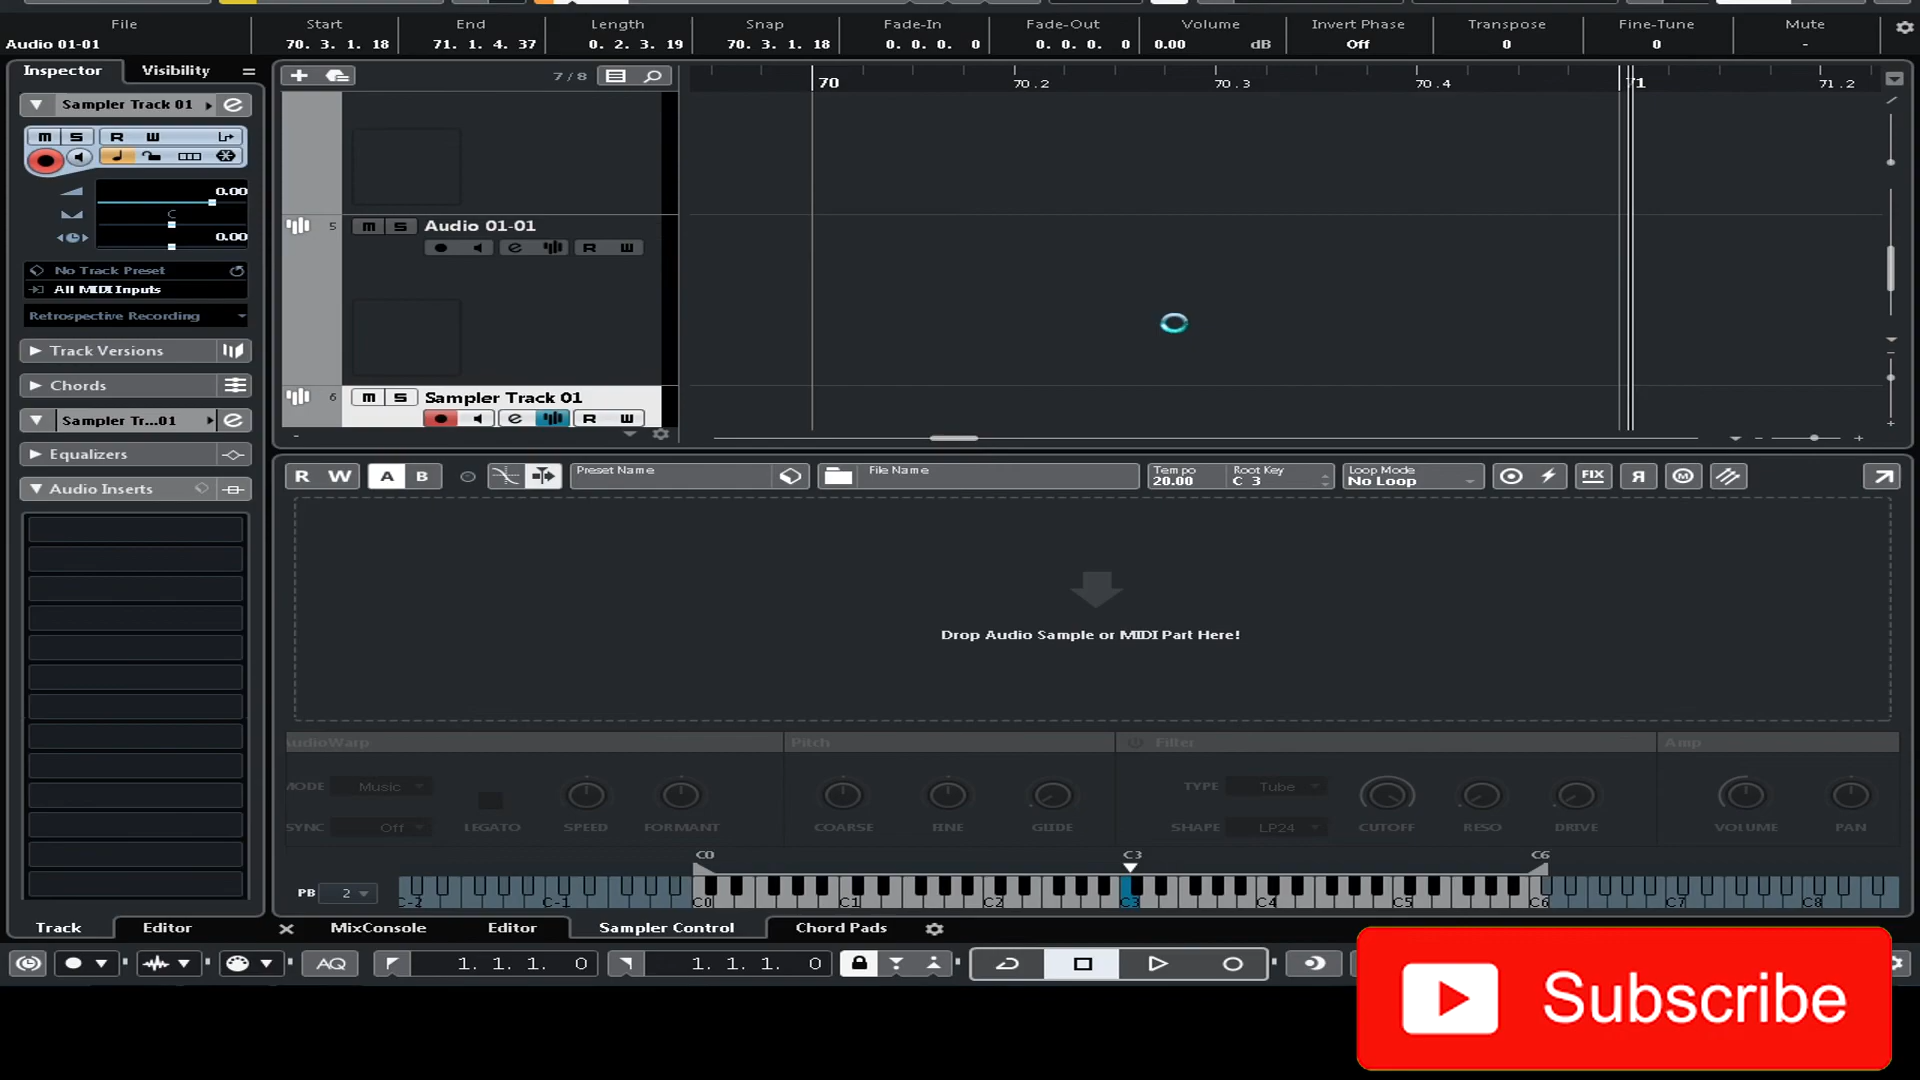 File Start End Length Snap Fade-In Fade-Out Volume Invert Phase Transpose Fine-Tune Mute
Audio 01-01 70. 3. 1. 18 71. 1. 4. 37 0. 2. 3. 19 70. 3. 1. 18 0. 0. 0. 0 0. 0. 0. 0 0.00 dB Off 0 0 -
Inspector Visibility
7 / 8
70 70.2 70.3 70.4 71 71.2
Sampler Track 01
m S R W
0.00
C
0.00
No Track Preset
All MIDI Inputs
Retrospective Recording
Track Versions
Chords
Sampler Tr...01
Equalizers
Audio Inserts
5 m S Audio 01-01
e R W
6 m S Sampler Track 01
e R W
R W A B Preset Name File Name Tempo 20.00 Root Key C 3 Loop Mode No Loop FIX M
Drop Audio Sample or MIDI Part Here!
AudioWarp Pitch Filter Amp
MODE Music TYPE Tube
SYNC Off LEGATO SPEED FORMANT COARSE FINE GLIDE SHAPE LP24 CUTOFF RESO DRIVE VOLUME PAN
C0 C3 C6
PB 2
C-2 C-1 C0 C1 C2 C3 C4 C5 C6 C7 C8
Track Editor MixConsole Editor Sampler Control Chord Pads
AQ 1. 1. 1. 0 1. 1. 1. 0
Subscribe